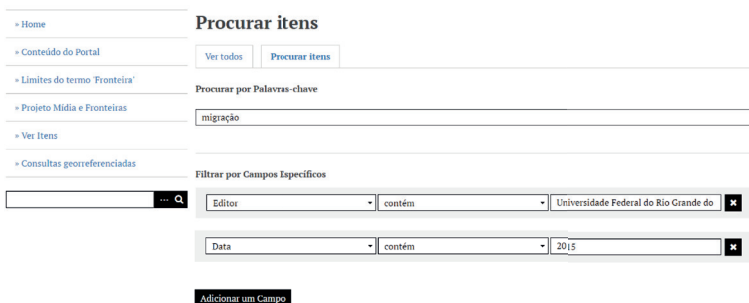 » Home
» Conteúdo do Portal
» Limites do termo 'Fronteira'
» Projeto Mídia e Fronteiras
» Ver Itens
» Consultas georreferenciadas
...
Procurar itens
Ver todos
Procurar itens
Procurar por Palavras-chave
migração
Filtrar por Campos Ispecíficos
Editor contém Universidade Federal do Rio Grande do
Data contém 2015
Adicionar um Campo